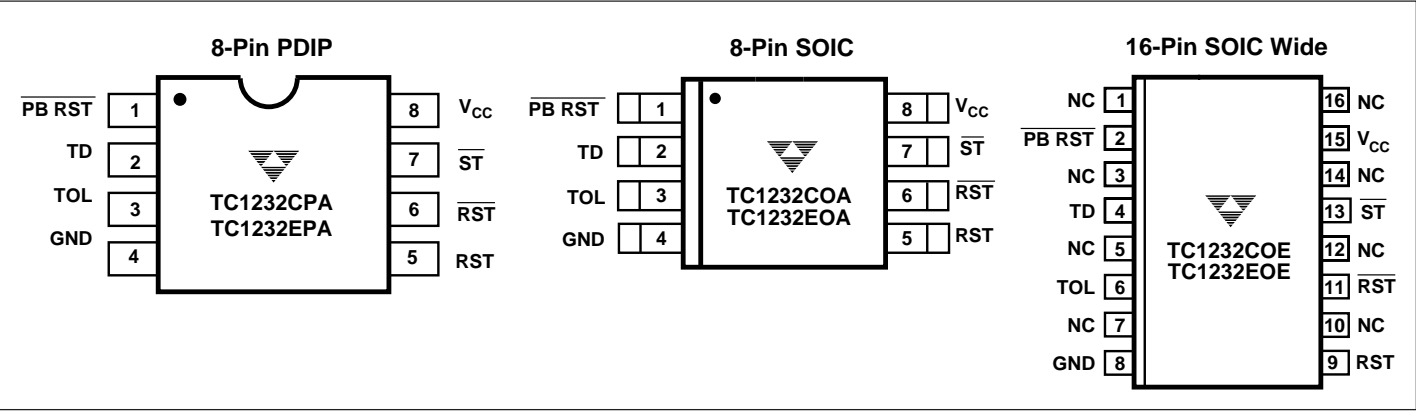 8-Pin PDIP
PB RST 1
TD 2
TOL 3
GND 4
8 VCC
7 ST
6 RST
5 RST
TC1232CPA
TC1232EPA
8-Pin SOIC
PB RST 1
TD 2
TOL 3
GND 4
8 VCC
7 ST
6 RST
5 RST
TC1232COA
TC1232EOA
16-Pin SOIC Wide
NC 1
PB RST 2
NC 3
TD 4
NC 5
TOL 6
NC 7
GND 8
16 NC
15 VCC
14 NC
13 ST
12 NC
11 RST
10 NC
9 RST
TC1232COE
TC1232EOE